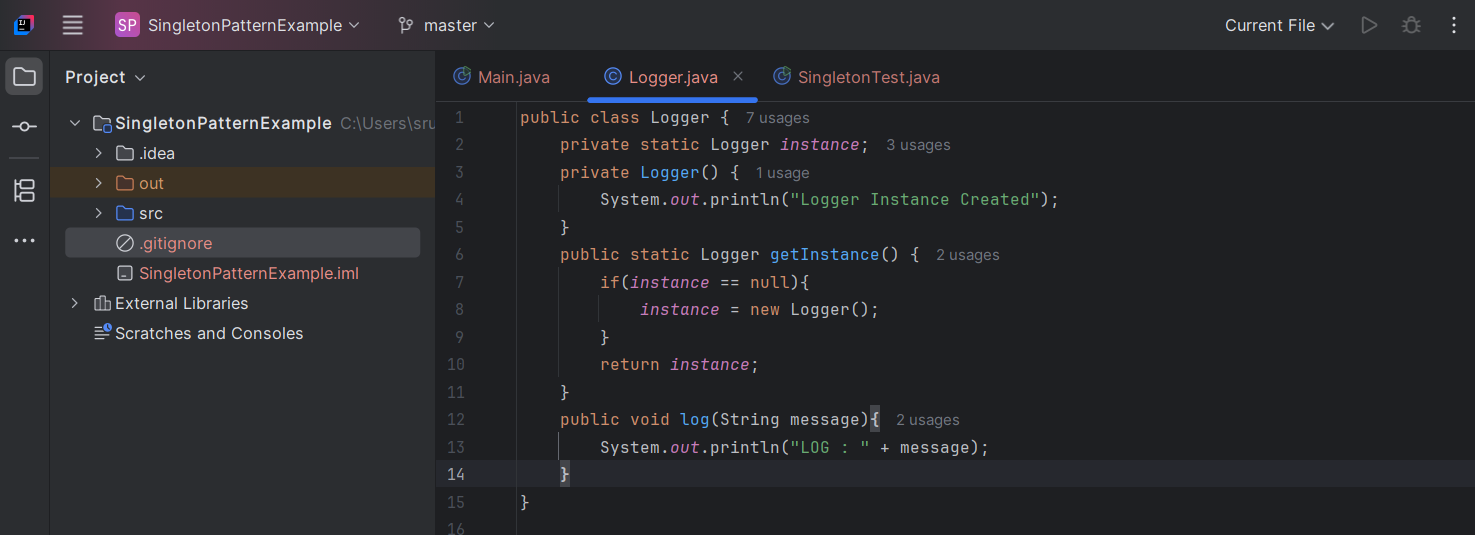 SP SingletonPatternExample master Current File
Project
SingletonPatternExample C:\Users\sru
.idea
out
src
.gitignore
SingletonPatternExample.iml
External Libraries
Scratches and Consoles
Main.java Logger.java SingletonTest.java
1 public class Logger { 7 usages
2 private static Logger instance; 3 usages
3 private Logger() { 1 usage
4 System.out.println("Logger Instance Created");
5 }
6 public static Logger getInstance() { 2 usages
7 if(instance == null){
8 instance = new Logger();
9 }
10 return instance;
11 }
12 public void log(String message){ 2 usages
13 System.out.println("LOG : " + message);
14 }
15 }
16